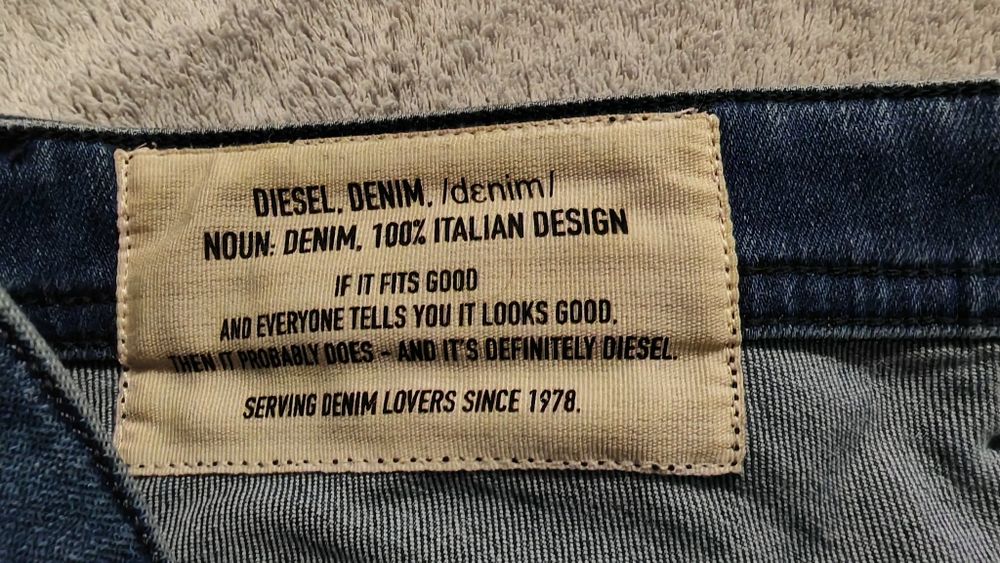 DIESEL, DENIM, /dɛnim/
NOUN: DENIM, 100% ITALIAN DESIGN
IF IT FITS GOOD
AND EVERYONE TELLS YOU IT LOOKS GOOD,
THEN IT PROBABLY DOES - AND IT'S DEFINITELY DIESEL.
SERVING DENIM LOVERS SINCE 1978.